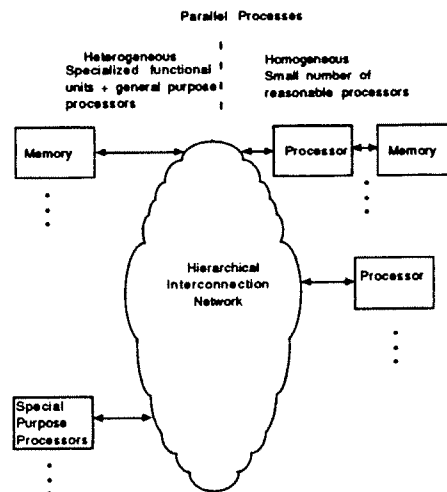 Parallel Processes
Heterogeneous
Specialized functional
units + general purpose
processors
Homogeneous
Small number of
reasonable processors
Memory
Processor
Memory
Hierarchical
Interconnection
Network
Processor
Special
Purpose
Processors